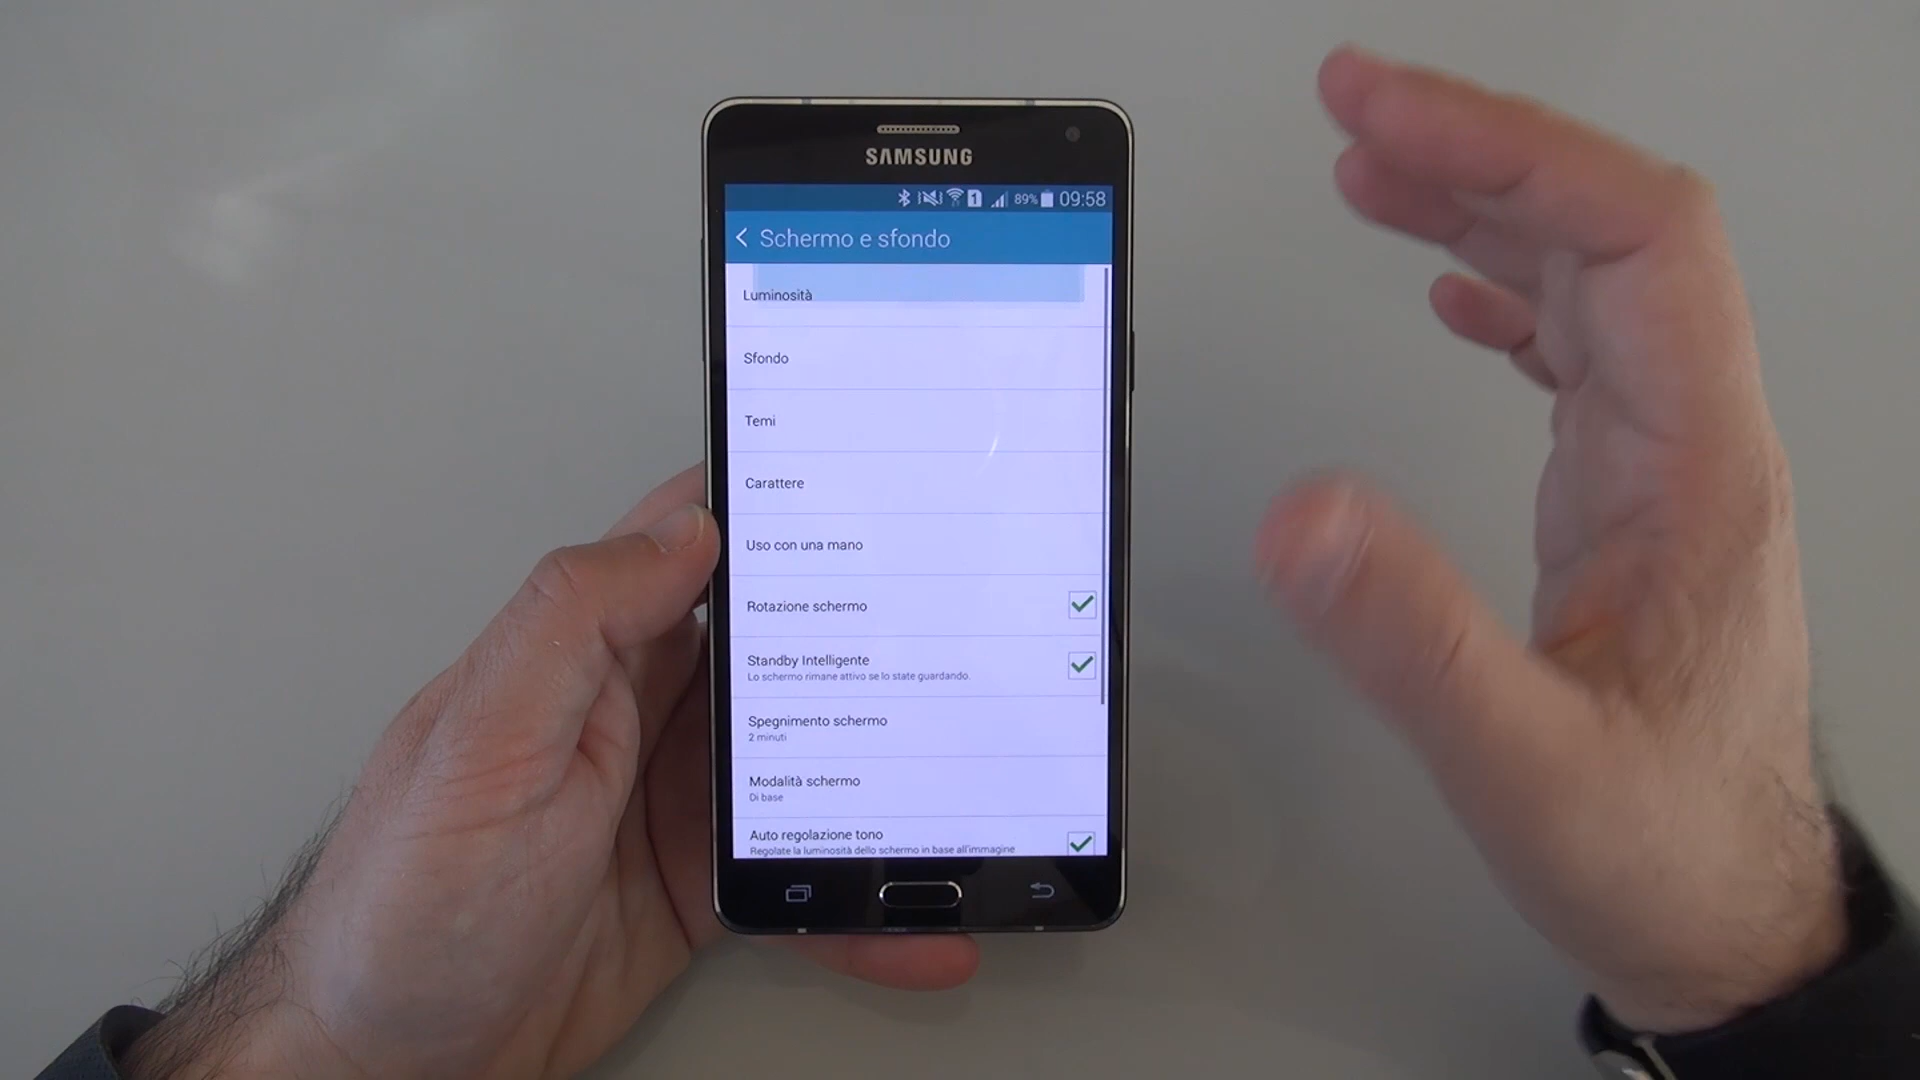 SAMSUNG
1 89% 09:58
Schermo e sfondo
Luminosità
Sfondo
Temi
Carattere
Uso con una mano
Rotazione schermo
Standby Intelligente
Lo schermo rimane attivo se lo state guardando.
Spegnimento schermo
2 minuti
Modalità schermo
Di base
Auto regolazione tono
Regolate la luminosità dello schermo in base all'immagine